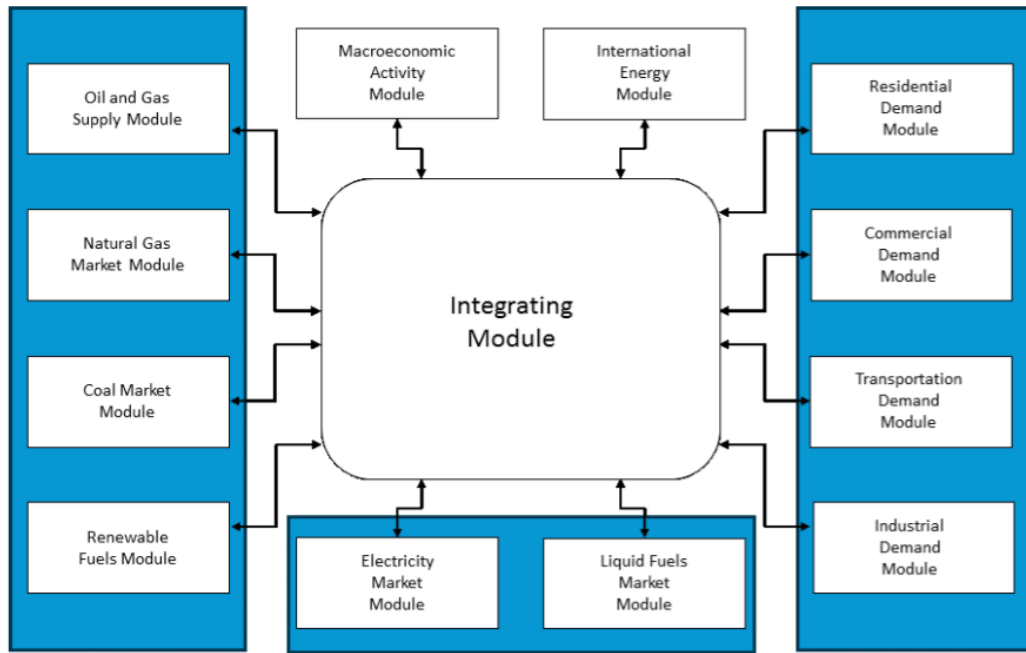 Macroeconomic
Activity
Module
International
Energy
Module
Oil and Gas
Supply Module
Natural Gas
Market Module
Coal Market
Module
Renewable
Fuels Module
Integrating
Module
Residential
Demand
Module
Commercial
Demand
Module
Transportation
Demand
Module
Industrial
Demand
Module
Electricity
Market
Module
Liquid Fuels
Market
Module